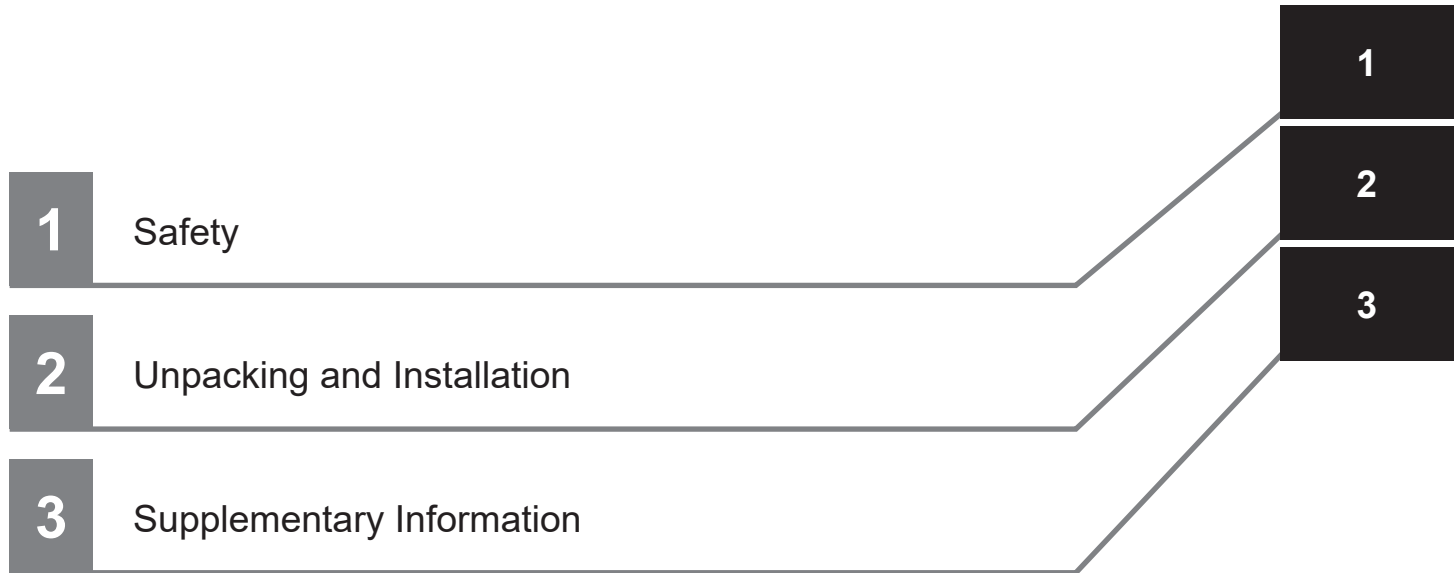 1
2
3
1 Safety
2 Unpacking and Installation
3 Supplementary Information